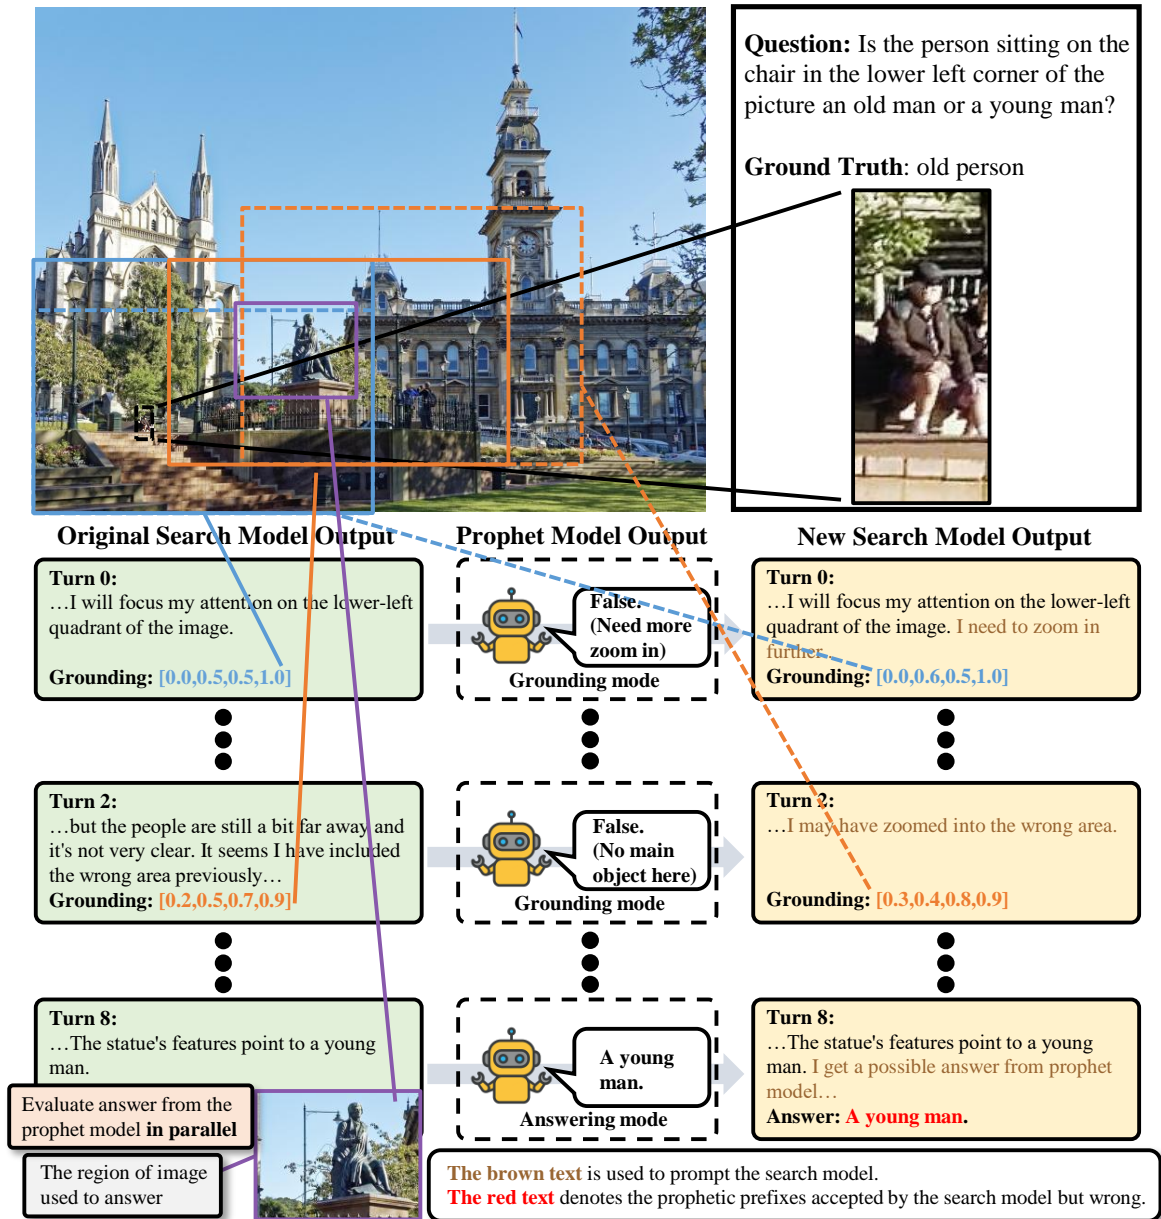 Question: Is the person sitting on the
chair in the lower left corner of the
picture an old man or a young man?
Ground Truth: old person
Original Search Model Output
Prophet Model Output
New Search Model Output
Turn 0:
…I will focus my attention on the lower-left
quadrant of the image.
Grounding: [0.0,0.5,0.5,1.0]
False.
(Need more
zoom in)
Grounding mode
Turn 0:
…I will focus my attention on the lower-left
quadrant of the image. I need to zoom in
further...
Grounding: [0.0,0.6,0.5,1.0]
Turn 2:
…but the people are still a bit far away and
it's not very clear. It seems I have included
the wrong area previously…
Grounding: [0.2,0.5,0.7,0.9]
False.
(No main
object here)
Grounding mode
Turn 2
…I may have zoomed into the wrong area.
Grounding: [0.3,0.4,0.8,0.9]
Turn 8:
…The statue's features point to a young
man.
A young
man.
Answering mode
Turn 8:
…The statue's features point to a young
man. I get a possible answer from prophet
model…
Answer: A young man.
Evaluate answer from the
prophet model in parallel
The region of image
used to answer
The brown text is used to prompt the search model.
The red text denotes the prophetic prefixes accepted by the search model but wrong.